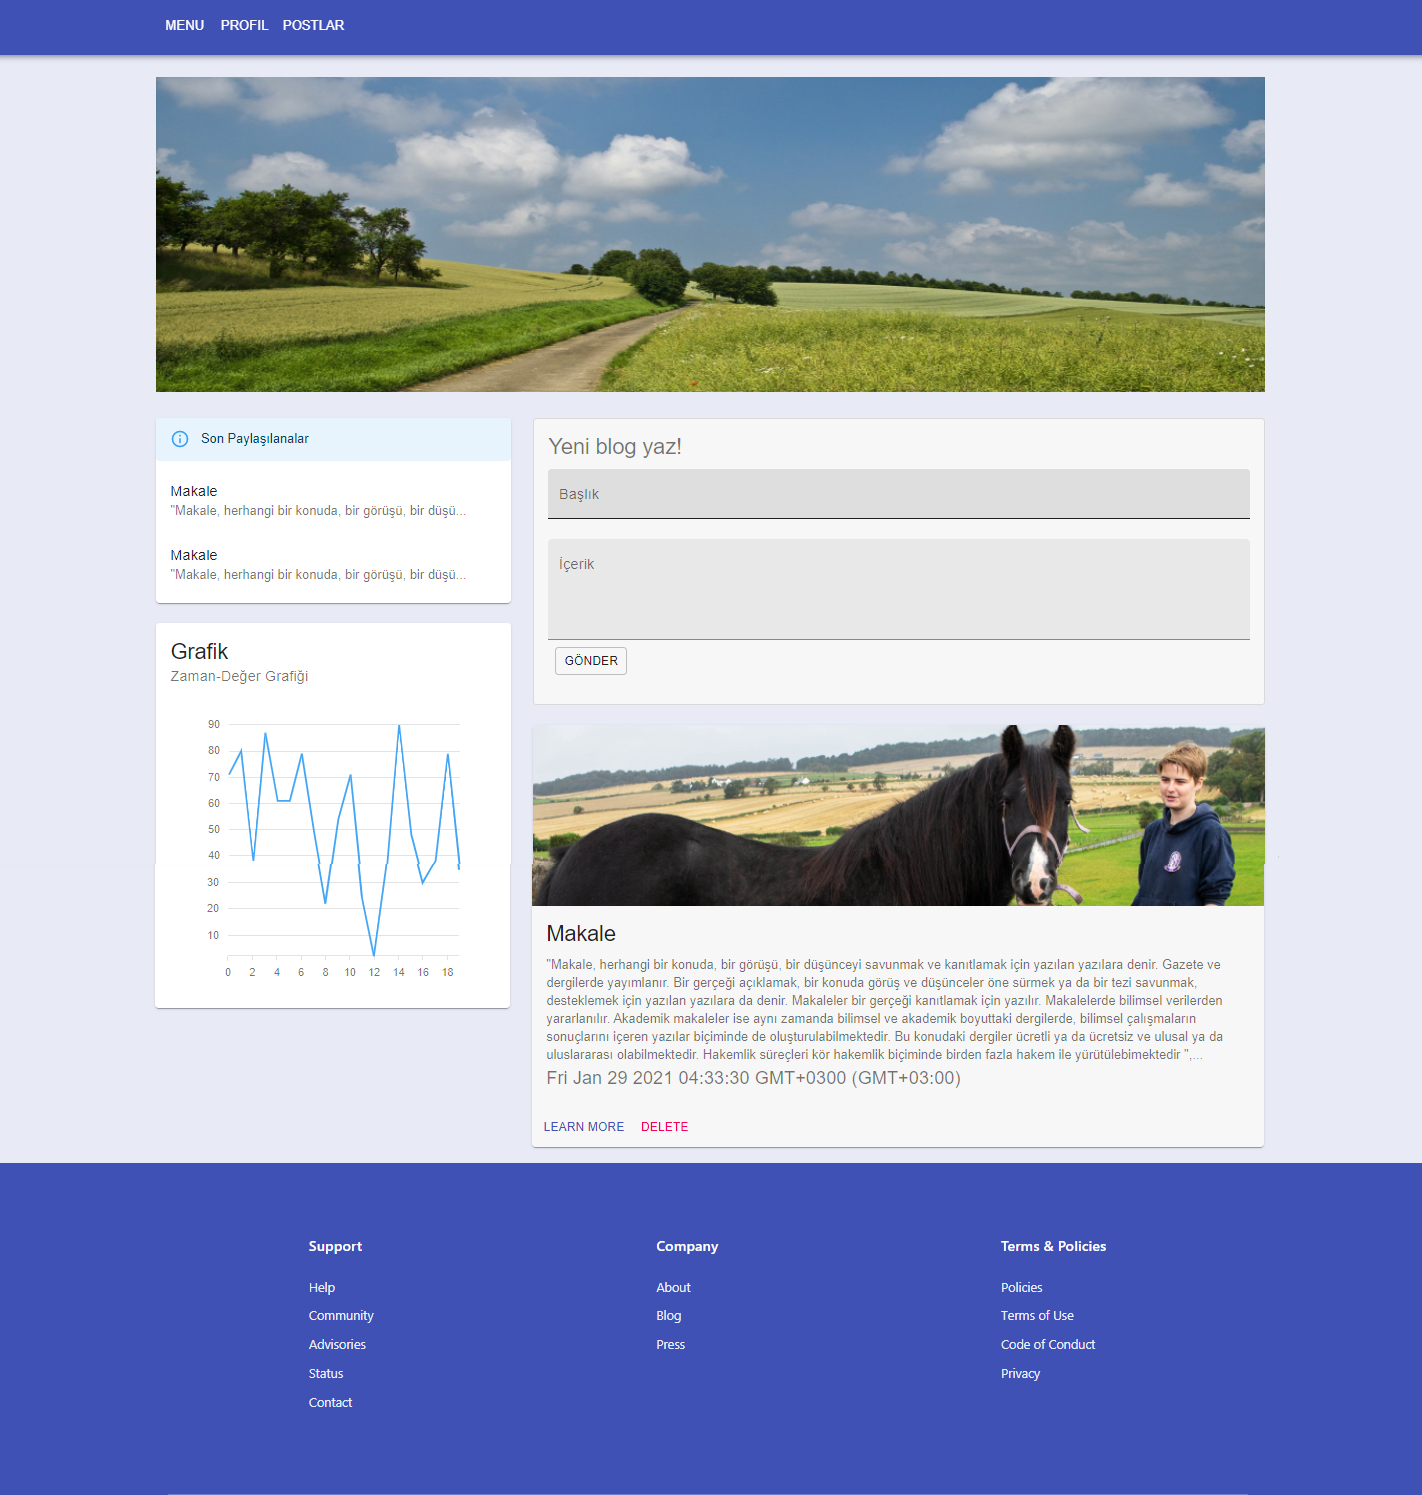 MENU PROFIL POSTLAR
Son Paylaşılanalar
Makale
"Makale, herhangi bir konuda, bir görüşü, bir düşü...
Makale
"Makale, herhangi bir konuda, bir görüşü, bir düşü...
Grafik
Zaman-Değer Grafiği
90
80
70
60
50
40
30
20
10
0 2 4 6 8 10 12 14 16 18
Yeni blog yaz!
Başlık
İçerik
GÖNDER
Makale
"Makale, herhangi bir konuda, bir görüşü, bir düşünceyi savunmak ve kanıtlamak için yazılan yazılara denir. Gazete ve
dergilerde yayımlanır. Bir gerçeği açıklamak, bir konuda görüş ve düşünceler öne sürmek ya da bir tezi savunmak,
desteklemek için yazılan yazılara da denir. Makaleler bir gerçeği kanıtlamak için yazılır. Makalelerde bilimsel verilerden
yararlanılır. Akademik makaleler ise aynı zamanda bilimsel ve akademik boyuttaki dergilerde, bilimsel çalışmaların
sonuçlarını içeren yazılar biçiminde de oluşturulabilmektedir. Bu konudaki dergiler ücretli ya da ücretsiz ve ulusal ya da
uluslararası olabilmektedir. Hakemlik süreçleri kör hakemlik biçiminde birden fazla hakem ile yürütülebimektedir ",...
Fri Jan 29 2021 04:33:30 GMT+0300 (GMT+03:00)
LEARN MORE DELETE
Support
Help
Community
Advisories
Status
Contact
Company
About
Blog
Press
Terms & Policies
Policies
Terms of Use
Code of Conduct
Privacy